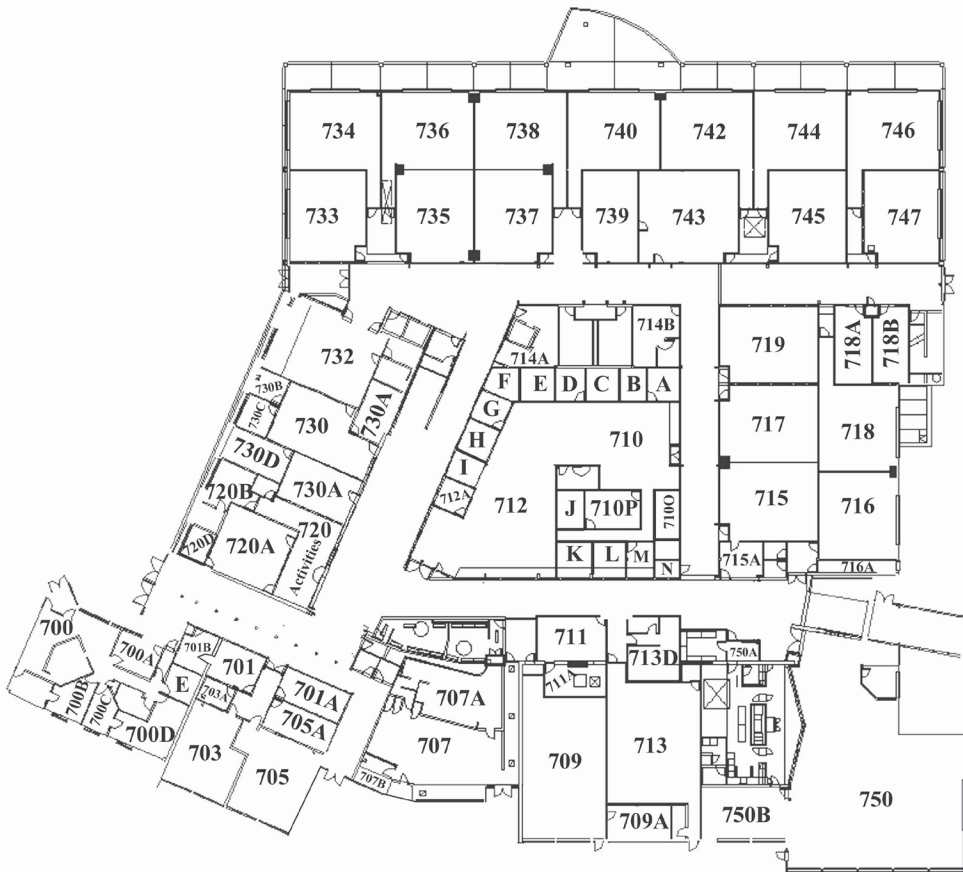 734 736 738 740 742 744 746
733 735 737 739 743 745 747
714A 714B 719 718A 718B
732
730B 730A
F E D C B A
730C 730 G 717
H 710 718
730D I
730A 712A 712 J 710P 710O 715 716
720B 720
720D 720A Activities K L M N 715A 716A
700 701B 711 713D 750A
700A 701
E 703A 701A 711A
700B 700C 707A
700D 705A
703 707 709 713
705 707B 750
709A 750B